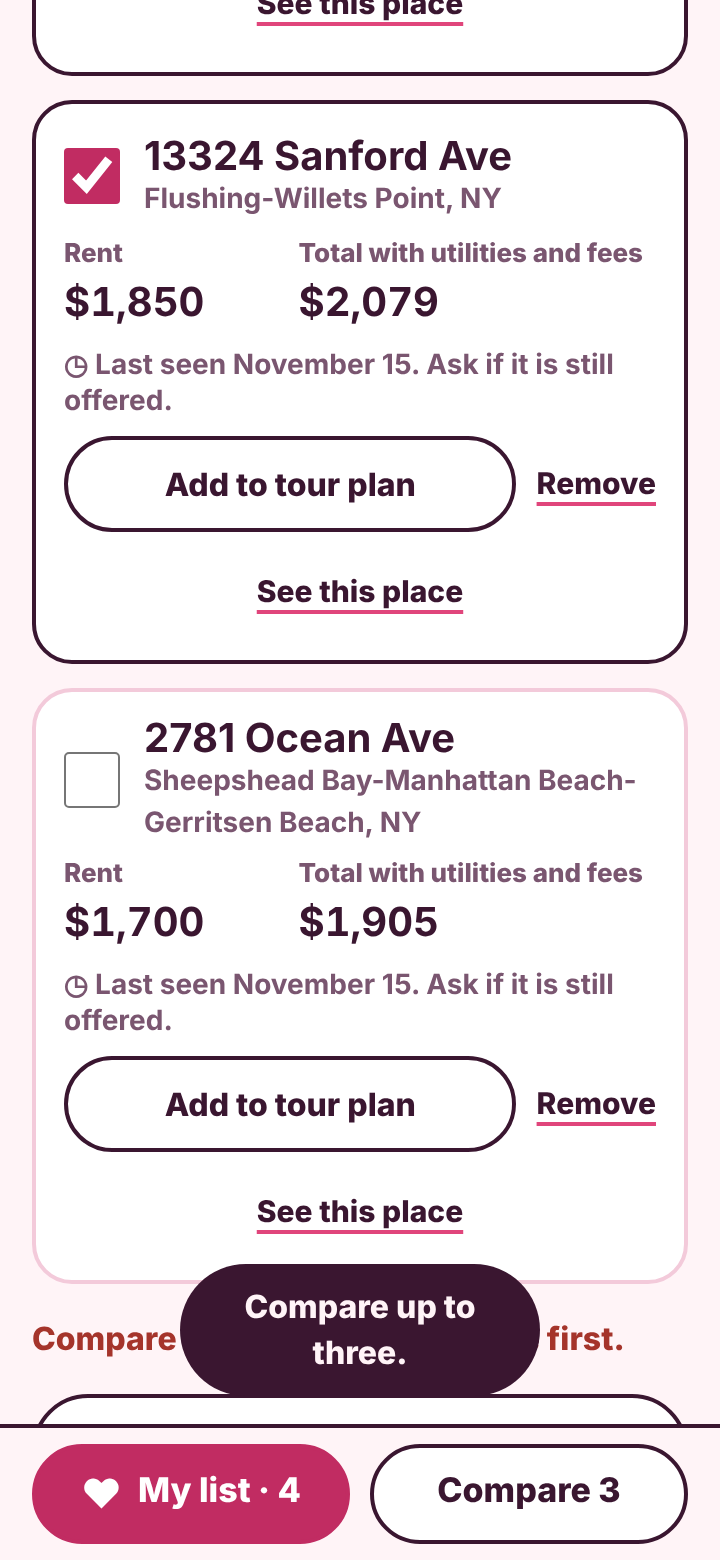 See this place
13324 Sanford Ave
Flushing-Willets Point, NY
Rent
Total with utilities and fees
$1,850
$2,079
Last seen November 15. Ask if it is still
offered.
Add to tour plan
Remove
See this place
2781 Ocean Ave
Sheepshead Bay-Manhattan Beach-
Gerritsen Beach, NY
Rent
Total with utilities and fees
$1,700
$1,905
Last seen November 15. Ask if it is still
offered.
Add to tour plan
Remove
See this place
Compare
first.
Compare up to
three.
My list · 4
Compare 3